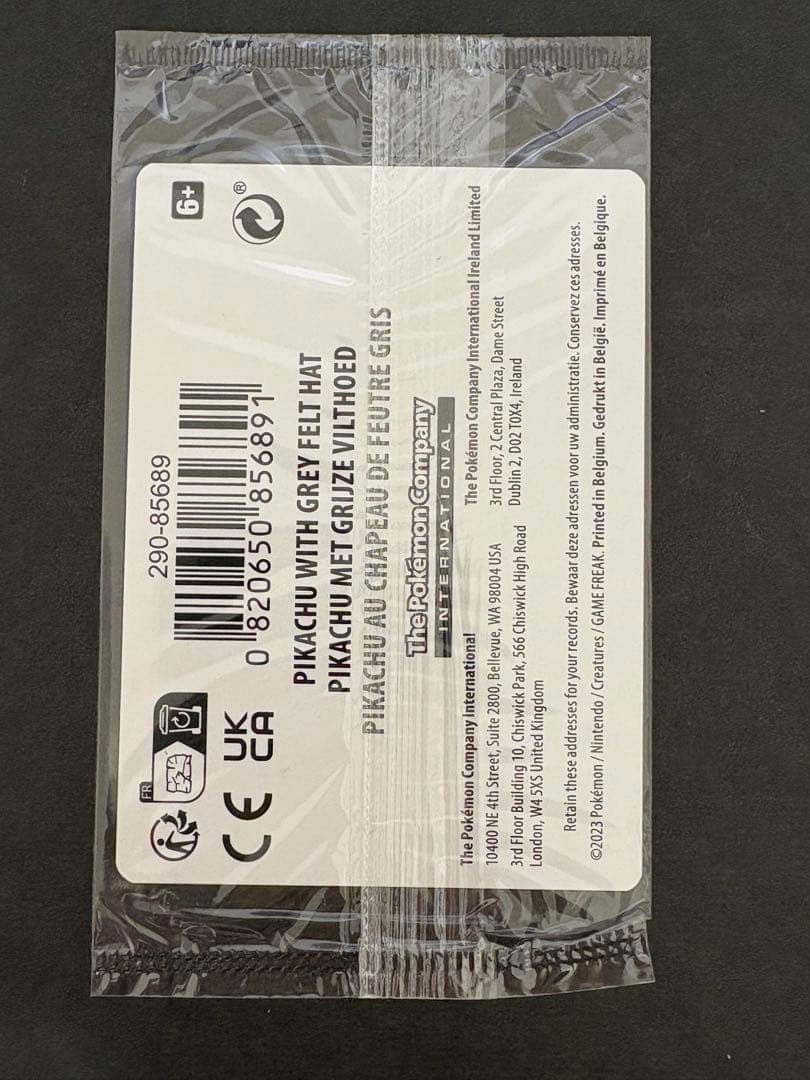 6+
®
290-85689
0 820650 856891
FR
CE
UK
CA
PIKACHU WITH GREY FELT HAT
PIKACHU MET GRIJZE VILTHOED
PIKACHU AU CHAPEAU DE FEUTRE GRIS
The Pokémon Company
INTERNATIONAL
The Pokémon Company International
10400 NE 4th Street, Suite 2800, Bellevue, WA 98004 USA
3rd Floor Building 10, Chiswick Park, 566 Chiswick High Road
London, W4 5XS United Kingdom
The Pokémon Company International Ireland Limited
3rd Floor, 2 Central Plaza, Dame Street
Dublin 2, D02 T0X4, Ireland
Retain these addresses for your records. Bewaar deze adressen voor uw administratie. Conservez ces adresses.
©2023 Pokémon / Nintendo / Creatures / GAME FREAK. Printed in Belgium. Gedrukt in België. Imprimé en Belgique.